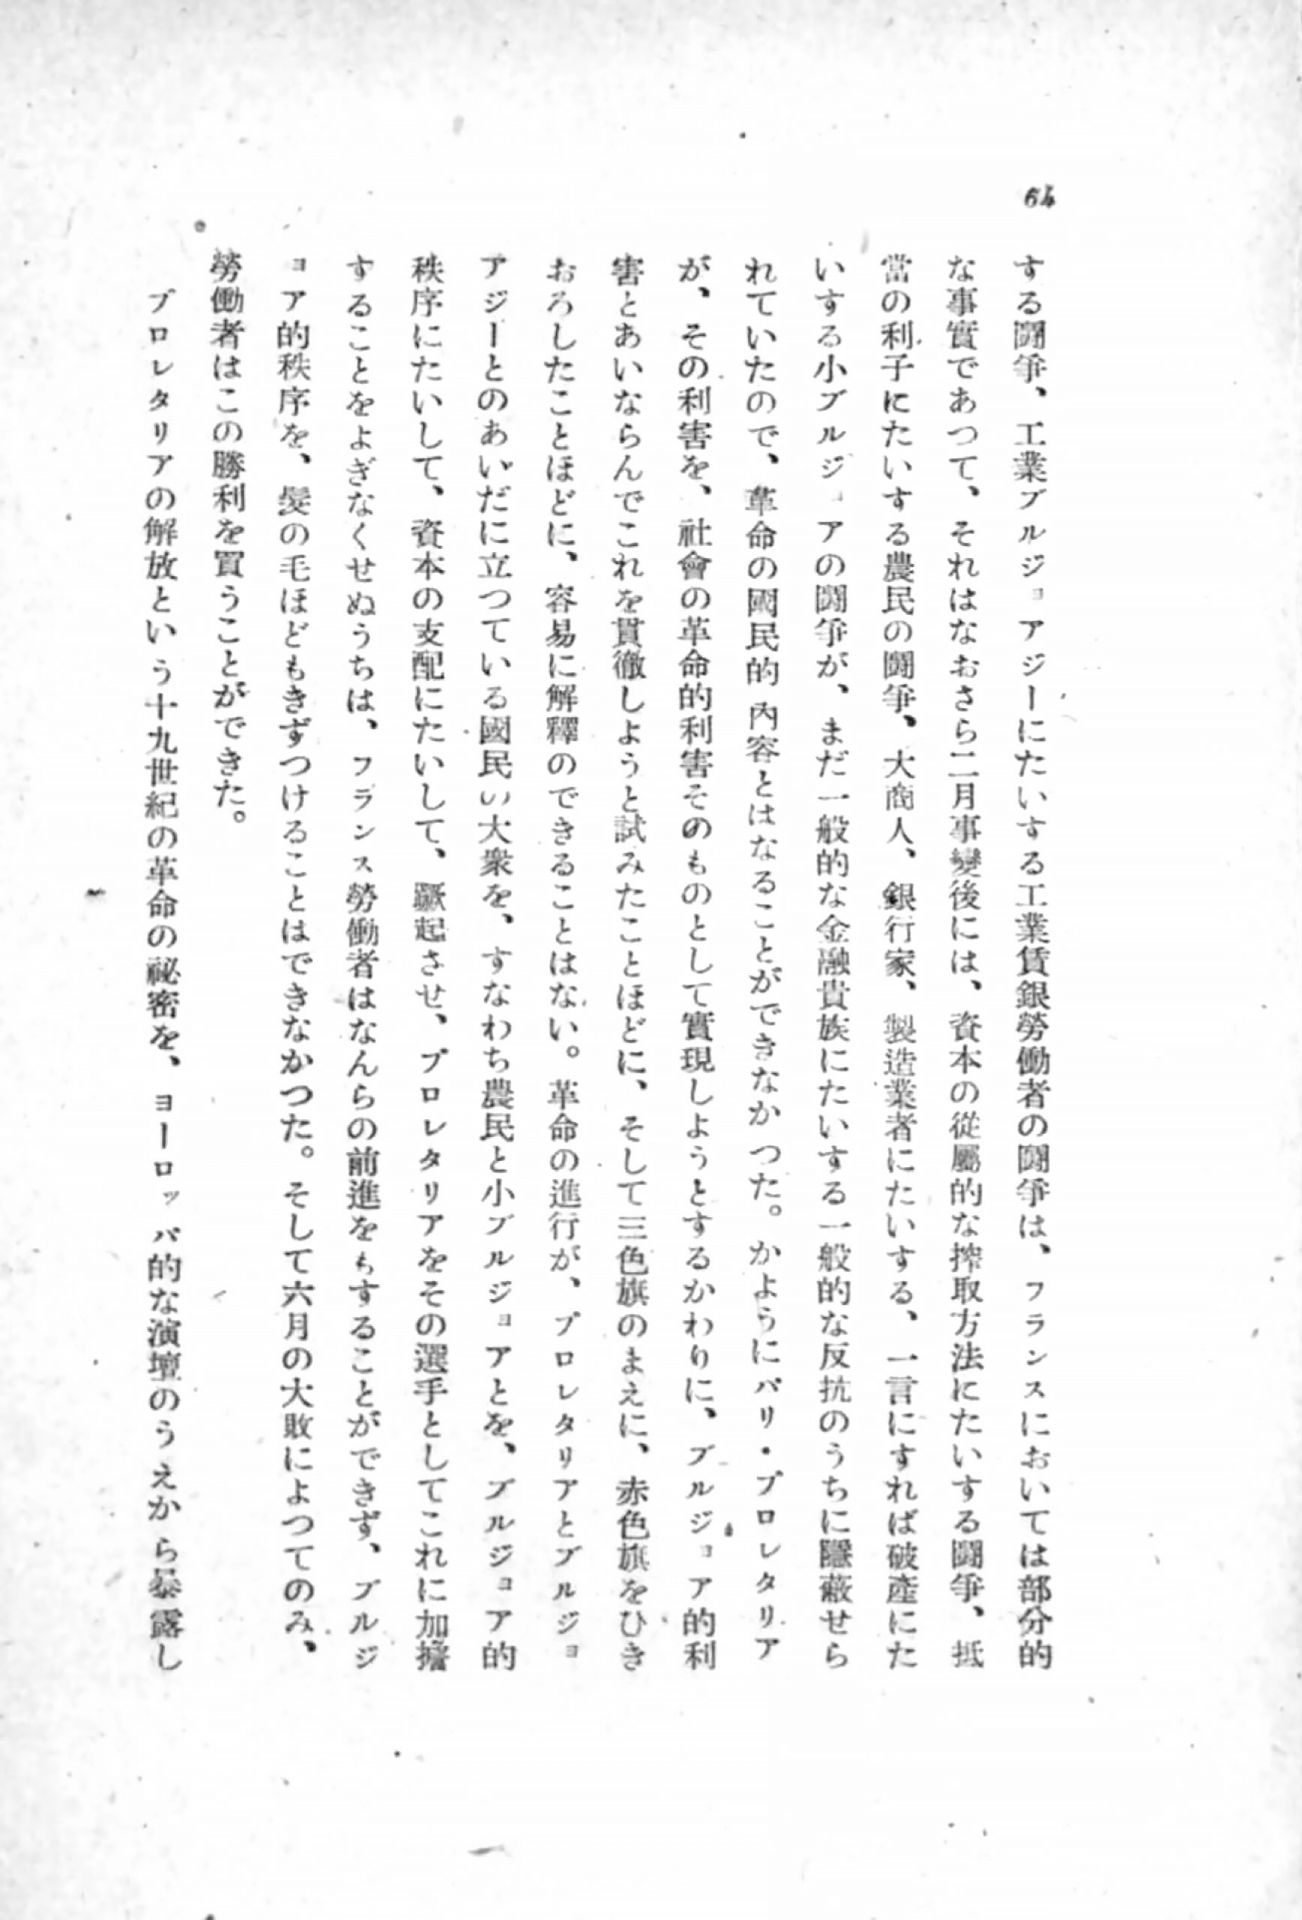 64
する鬪爭、工業ブルジョアジーにたいする工業賃銀勞働者の鬪爭は、フランスにおいては部分的
な事實であつて、それはなおさら二月事變後には、資本の從屬的な搾取方法にたいする鬪爭、抵
當の利子にたいする農民の鬪爭、大商人、銀行家、製造業者にたいする、一言にすれば破產にた
いする小ブルジョアの鬪爭が、まだ一般的な金融貴族にたいする一般的な反抗のうちに隱蔽せら
れていたので、革命の國民的內容とはなることができなかつた。かようにパリ・プロレタリア
が、その利害を、社會の革命的利害そのものとして實現しようとするかわりに、ブルジョア的利
害とあいならんでこれを貫徹しようと試みたことほどに、そして三色旗のまえに、赤色旗をひき
おろしたことほどに、容易に解釋のできることはない。革命の進行が、プロレタリアとブルジョ
アジーとのあいだに立つている國民の大衆を、すなわち農民と小ブルジョアとを、ブルジョア的
秩序にたいして、資本の支配にたいして、蹶起させ、プロレタリアをその選手としてこれに加擔
することをよぎなくせぬうちは、フランス勞働者はなんらの前進をもすることができず、ブルジ
ョア的秩序を、髮の毛ほどもきずつけることはできなかつた。そして六月の大敗によつてのみ、
勞働者はこの勝利を買うことができた。
プロレタリアの解放という十九世紀の革命の祕密を、ヨーロッパ的な演壇のうえから暴露し